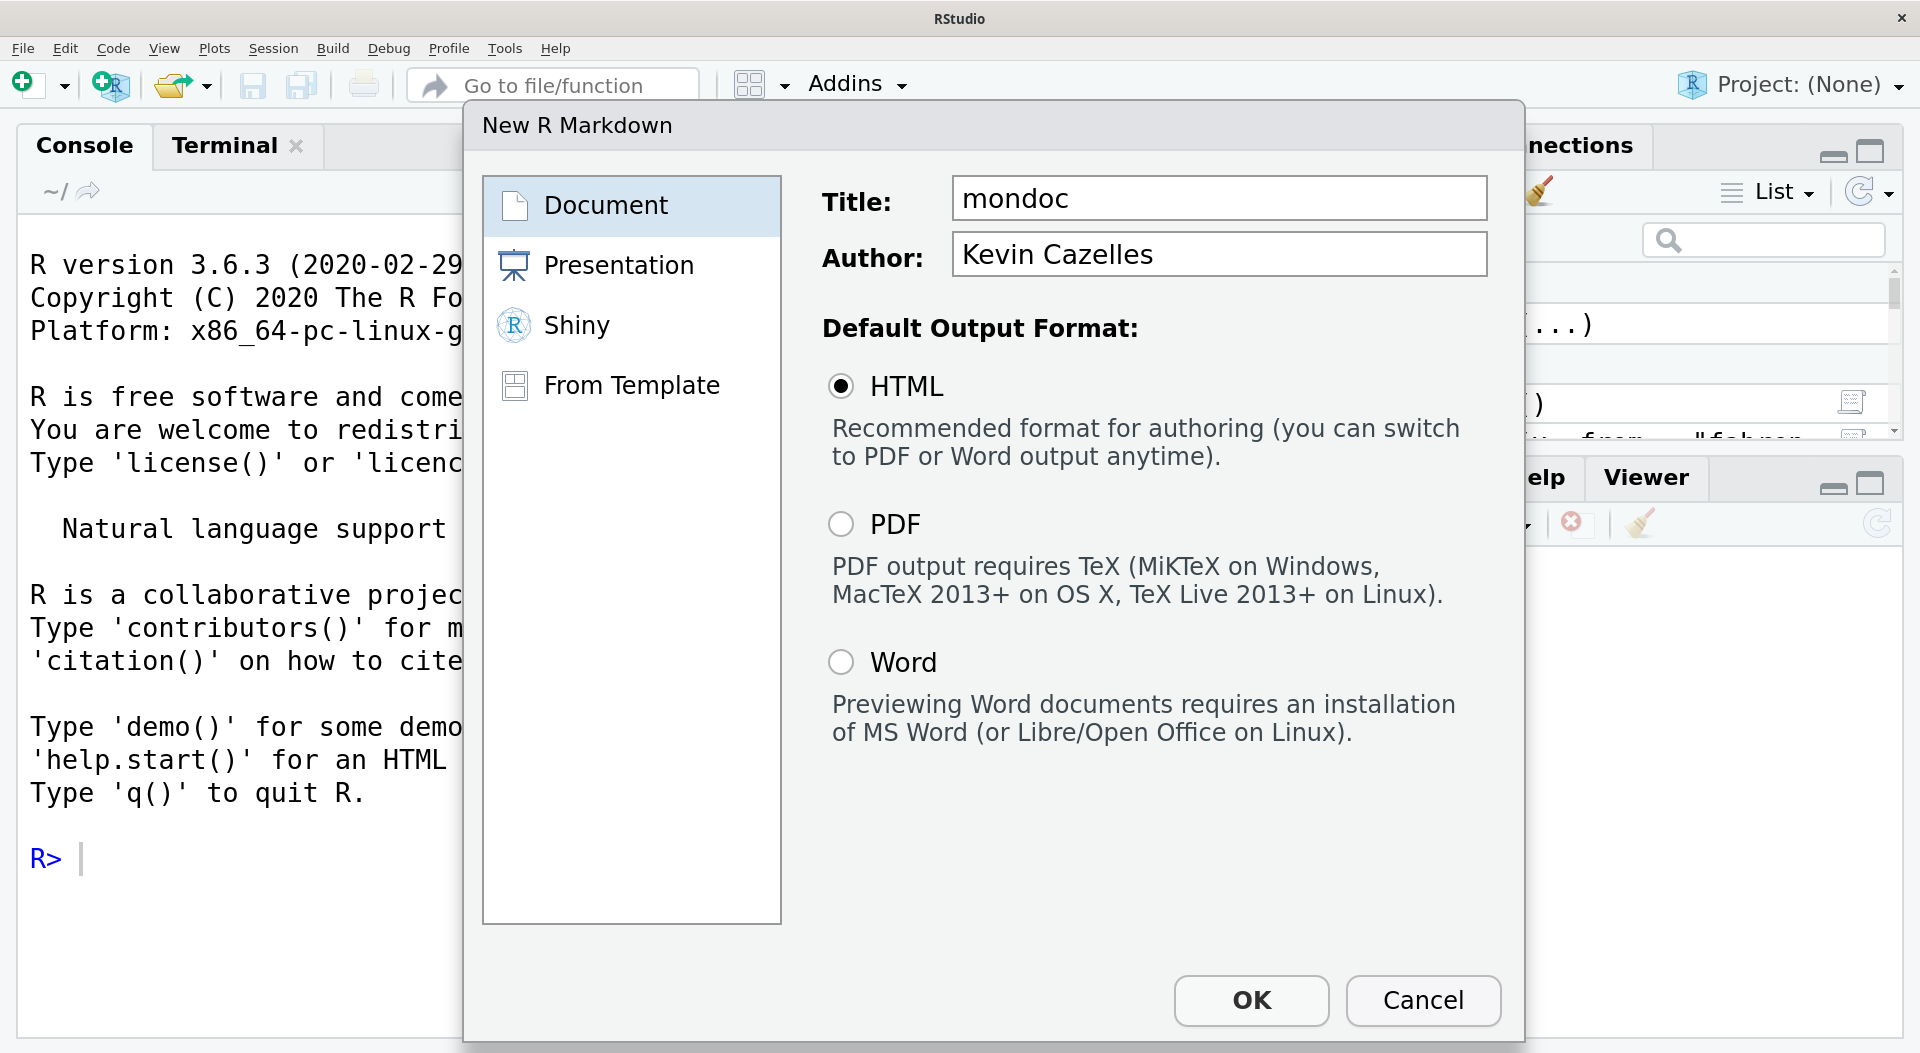 RStudio
File Edit Code View Plots Session Build Debug Profile Tools Help
Go to file/function Addins Project: (None)
Console Terminal
~/
R version 3.6.3 (2020-02-29
Copyright (C) 2020 The R Fo
Platform: x86_64-pc-linux-g
R is free software and come
You are welcome to redistri
Type 'license()' or 'licenc
Natural language support
R is a collaborative projec
Type 'contributors()' for m
'citation()' on how to cite
Type 'demo()' for some demo
'help.start()' for an HTML
Type 'q()' to quit R.
R>
New R Markdown
Document
Presentation
Shiny
From Template
Title: mondoc
Author: Kevin Cazelles
Default Output Format:
HTML
Recommended format for authoring (you can switch
to PDF or Word output anytime).
PDF
PDF output requires TeX (MiKTeX on Windows,
MacTeX 2013+ on OS X, TeX Live 2013+ on Linux).
Word
Previewing Word documents requires an installation
of MS Word (or Libre/Open Office on Linux).
OK Cancel
nnections
List
(...)
()
elp Viewer